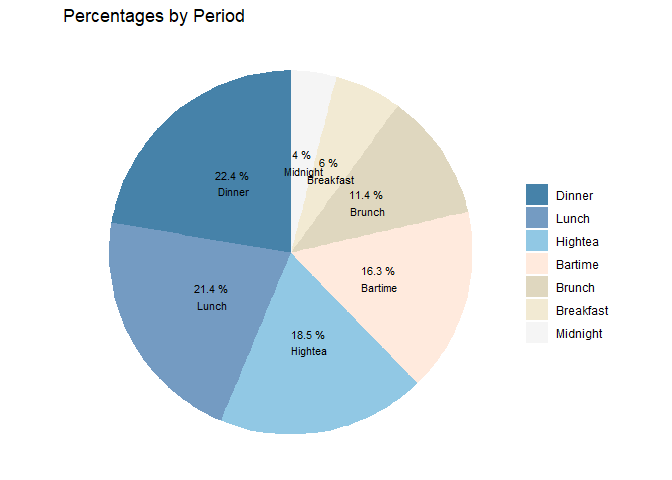 Percentages by Period
4 %
Midnight
6 %
Breakfast
22.4 %
Dinner
11.4 %
Brunch
16.3 %
Bartime
21.4 %
Lunch
18.5 %
Hightea
Dinner
Lunch
Hightea
Bartime
Brunch
Breakfast
Midnight